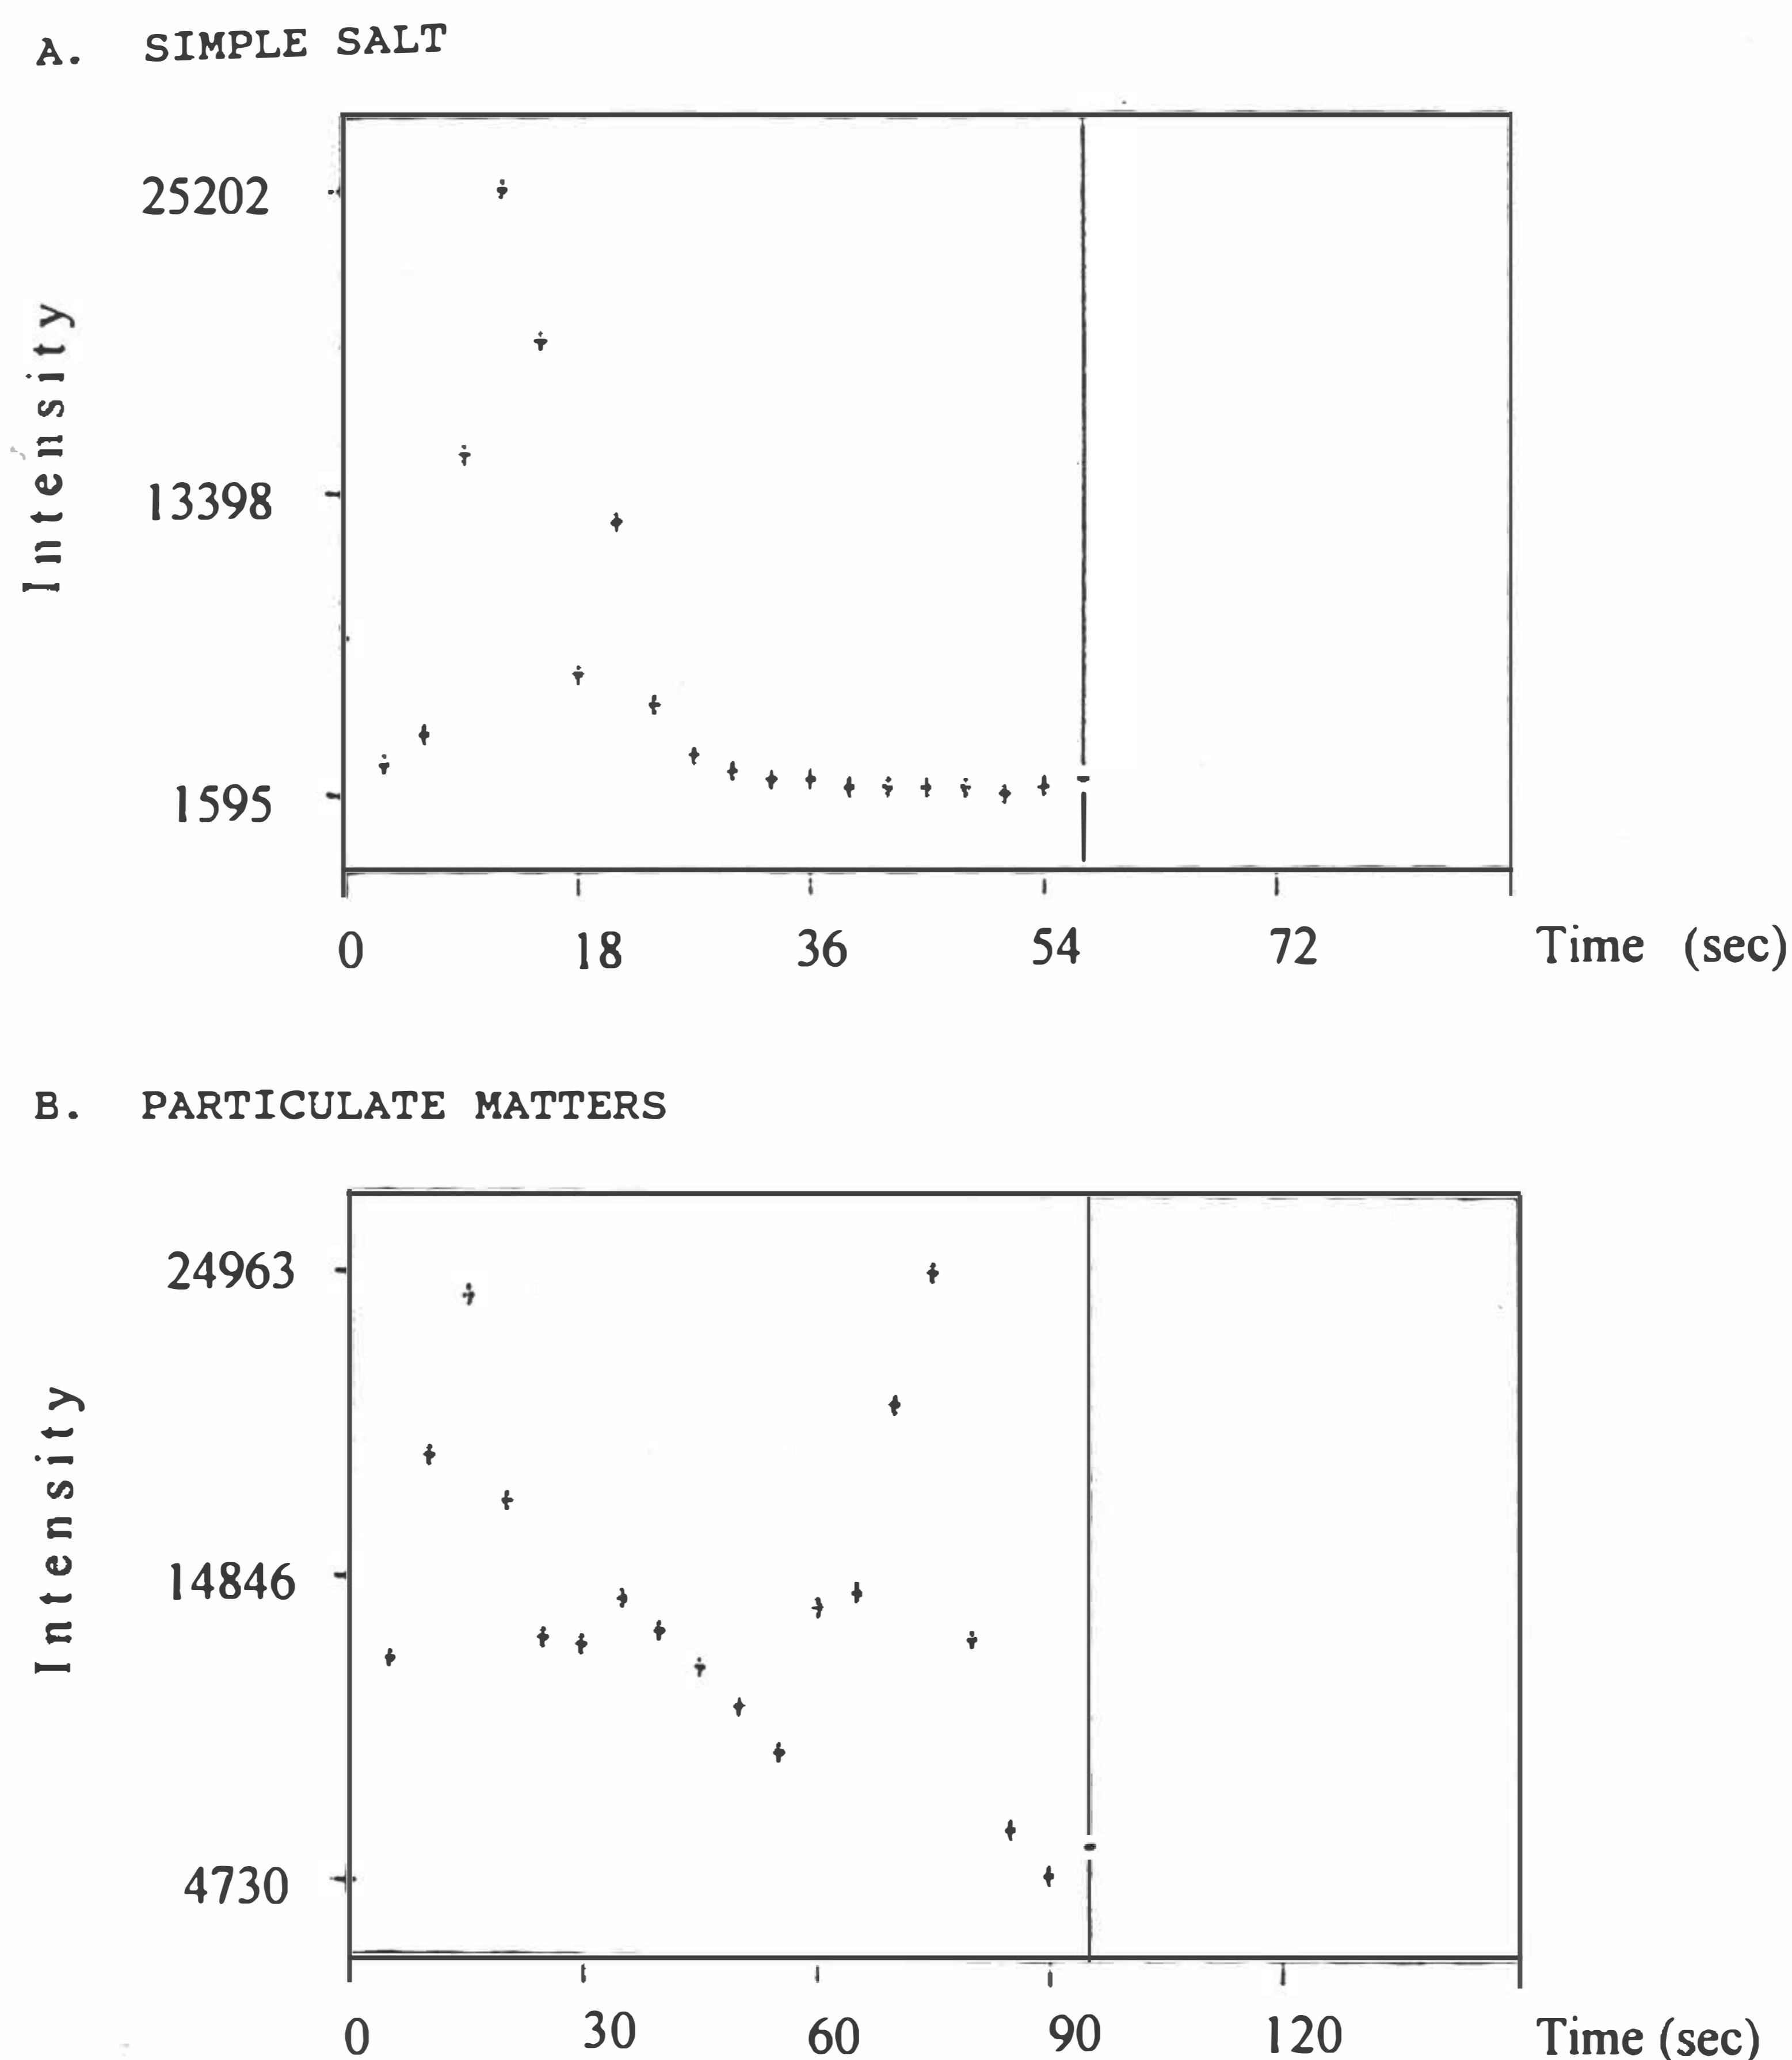 A. SIMPLE SALT
25202
13398
1595
Intensity
0 18 36 54 72 Time (sec)
B. PARTICULATE MATTERS
24963
14846
4730
Intensity
0 30 60 90 120 Time (sec)